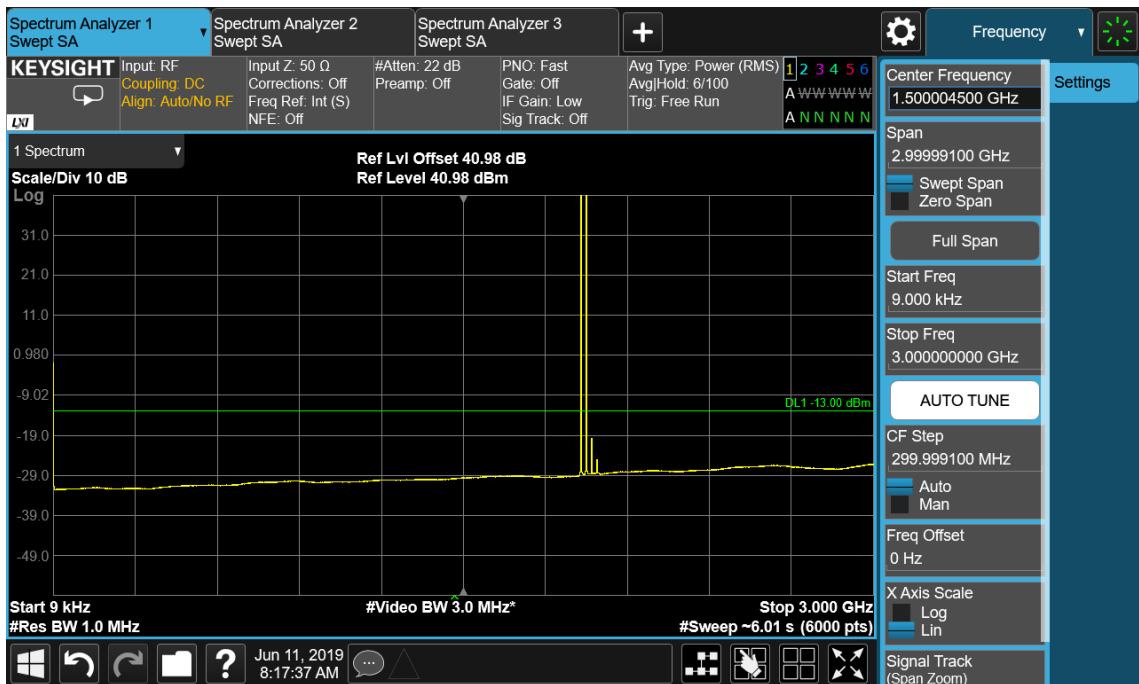 Spectrum Analyzer 1
Swept SA
Spectrum Analyzer 2
Swept SA
Spectrum Analyzer 3
Swept SA
Frequency
KEYSIGHT
LXI
Input: RF
Coupling: DC
Align: Auto/No RF
Input Z: 50 Ω
Corrections: Off
Freq Ref: Int (S)
NFE: Off
#Atten: 22 dB
Preamp: Off
PNO: Fast
Gate: Off
IF Gain: Low
Sig Track: Off
Avg Type: Power (RMS)
Avg|Hold: 6/100
Trig: Free Run
1 2 3 4 5 6
A W W W W W
A N N N N N
1 Spectrum
Scale/Div 10 dB
Ref Lvl Offset 40.98 dB
Ref Level 40.98 dBm
Log
31.0
21.0
11.0
0.980
-9.02
-19.0
-29.0
-39.0
-49.0
DL1 -13.00 dBm
Start 9 kHz
#Res BW 1.0 MHz
#Video BW 3.0 MHz*
Stop 3.000 GHz
#Sweep ~6.01 s (6000 pts)
Center Frequency
1.500004500 GHz
Span
2.99999100 GHz
Swept Span
Zero Span
Full Span
Start Freq
9.000 kHz
Stop Freq
3.000000000 GHz
AUTO TUNE
CF Step
299.999100 MHz
Auto
Man
Freq Offset
0 Hz
X Axis Scale
Log
Lin
Signal Track
(Span Zoom)
Settings
?
Jun 11, 2019
8:17:37 AM